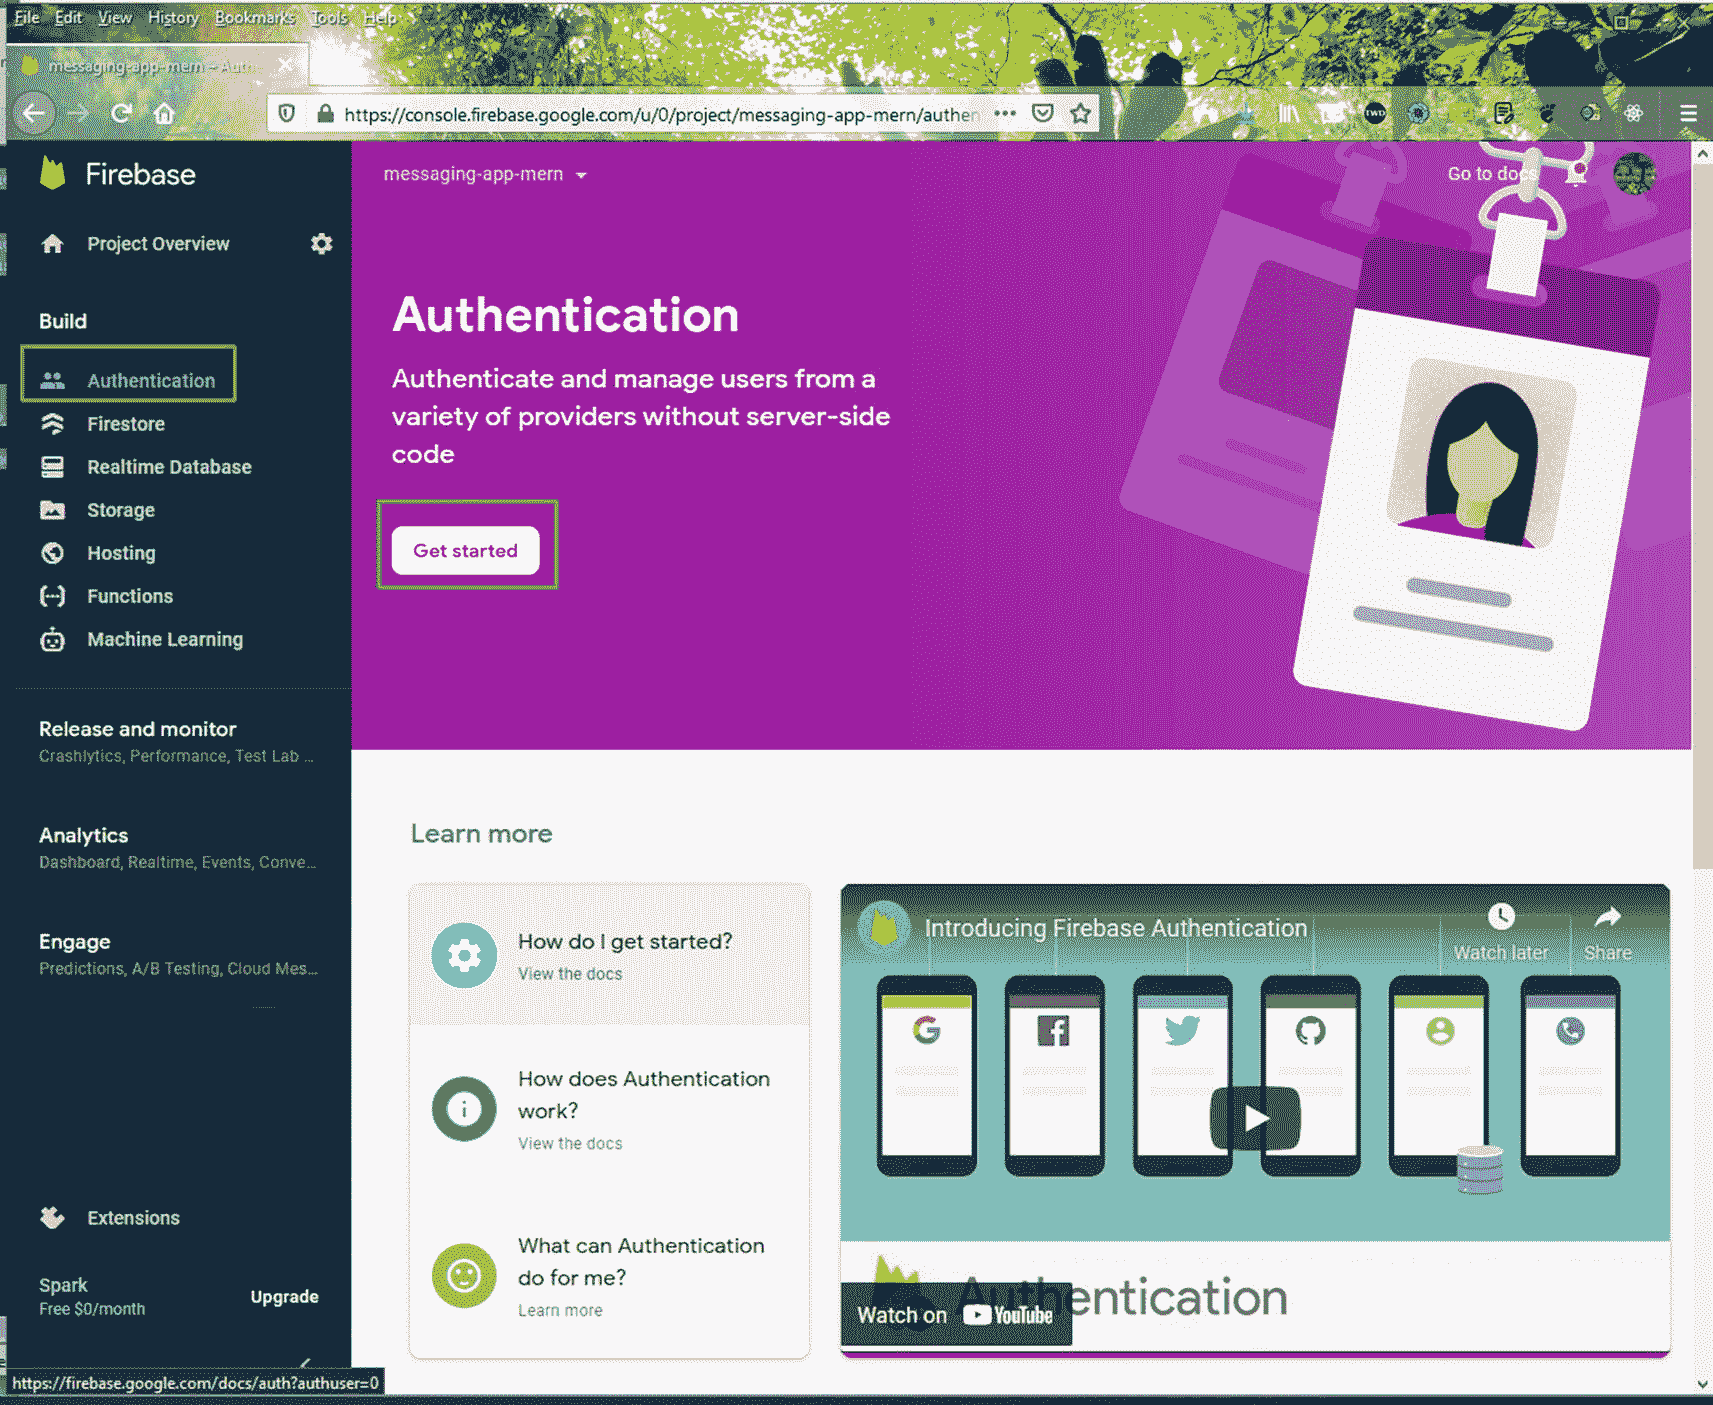 File Edit View History Bookmarks Tools Help
messaging-app-mern – Auth
https://console.firebase.google.com/u/0/project/messaging-app-mern/authen
TWD
Firebase
messaging-app-mern
Go to docs
Project Overview
Build
Authentication
Firestore
Realtime Database
Storage
Hosting
Functions
Machine Learning
Release and monitor
Crashlytics, Performance, Test Lab ...
Analytics
Dashboard, Realtime, Events, Conve...
Engage
Predictions, A/B Testing, Cloud Mes...
Extensions
Spark
Free $0/month
Upgrade
https://firebase.google.com/docs/auth?authuser=0
Authentication
Authenticate and manage users from a
variety of providers without server-side
code
Get started
Learn more
How do I get started?
View the docs
How does Authentication
work?
View the docs
What can Authentication
do for me?
Learn more
Introducing Firebase Authentication
Watch later
Share
Authentication
Watch on YouTube